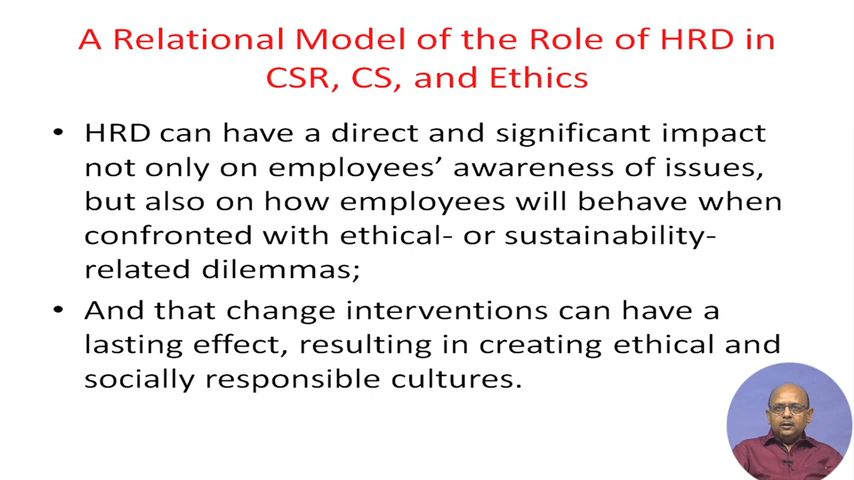 A Relational Model of the Role of HRD in
CSR, CS, and Ethics
• HRD can have a direct and significant impact
not only on employees’ awareness of issues,
but also on how employees will behave when
confronted with ethical- or sustainability-
related dilemmas;
• And that change interventions can have a
lasting effect, resulting in creating ethical and
socially responsible cultures.